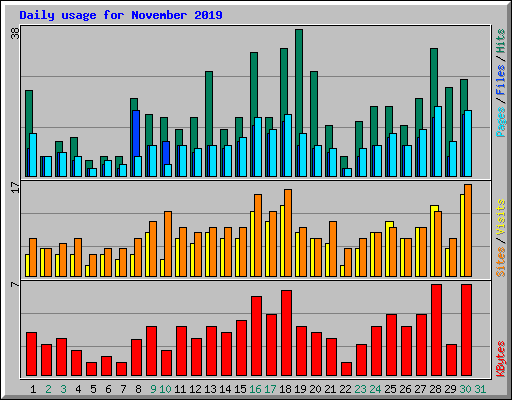 Daily usage for November 2019
38
Pages / Files / Hits
17
Sites / Visits
7
KBytes
1 2 3 4 5 6 7 8 9 10 11 12 13 14 15 16 17 18 19 20 21 22 23 24 25 26 27 28 29 30 31